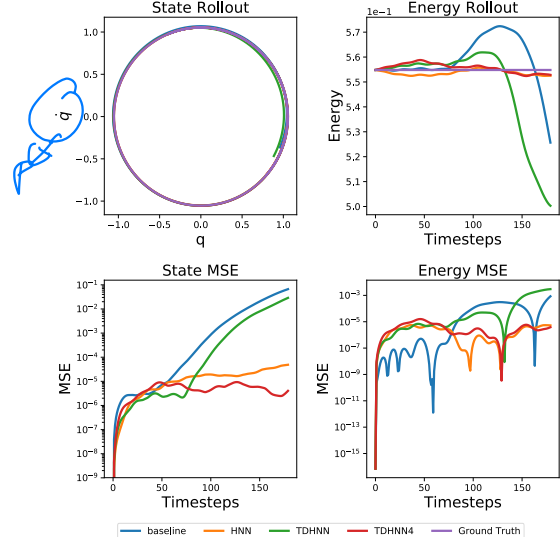 State Rollout
1.0
0.5
0.0
−0.5
−1.0
q̇
−1.0 −0.5 0.0 0.5 1.0
q
Energy Rollout
1e−1
5.7
5.6
5.5
5.4
5.3
5.2
5.1
5.0
Energy
0 50 100 150
Timesteps
State MSE
10⁻¹
10⁻²
10⁻³
10⁻⁴
10⁻⁵
10⁻⁶
10⁻⁷
10⁻⁸
10⁻⁹
MSE
0 50 100 150
Timesteps
Energy MSE
10⁻³
10⁻⁵
10⁻⁷
10⁻⁹
10⁻¹¹
10⁻¹³
10⁻¹⁵
MSE
0 50 100 150
Timesteps
baseline HNN TDHNN TDHNN4 Ground Truth